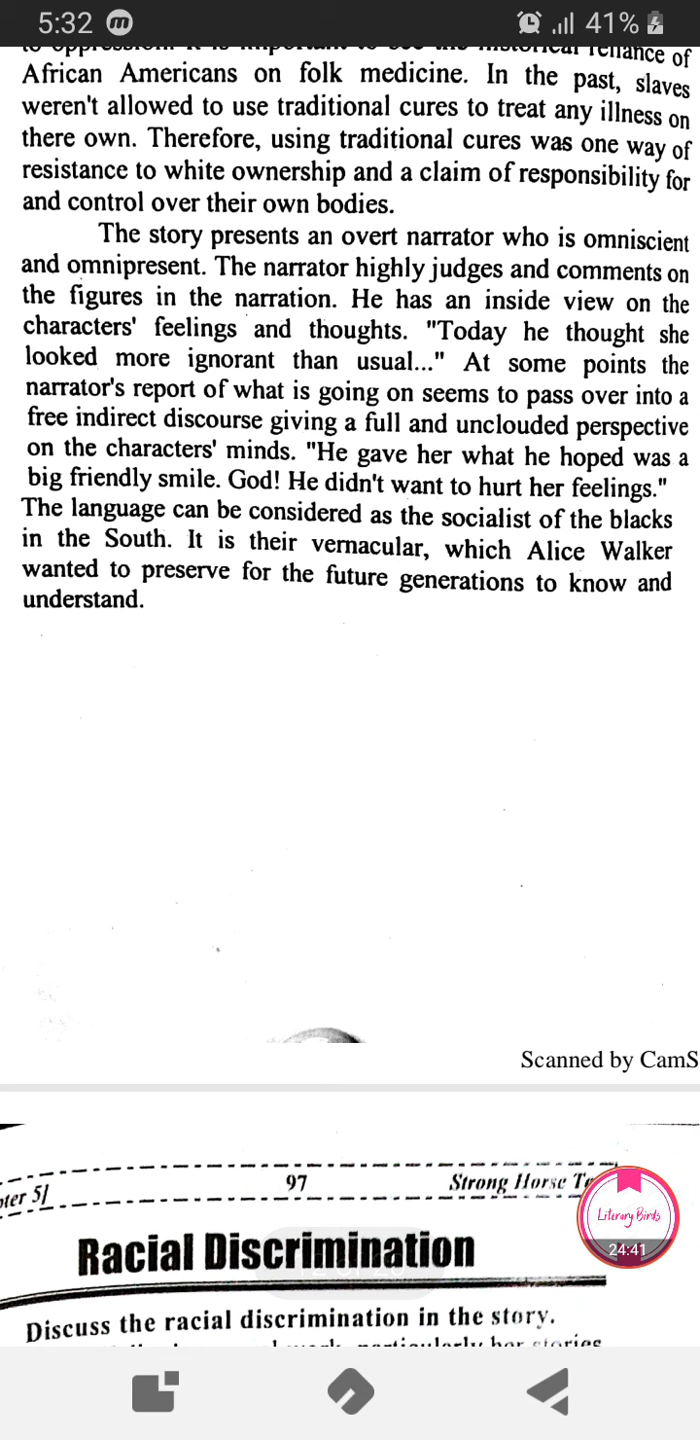 5:32 m 41%
African Americans on folk medicine. In the past, slaves
weren't allowed to use traditional cures to treat any illness on
there own. Therefore, using traditional cures was one way of
resistance to white ownership and a claim of responsibility for
and control over their own bodies.
The story presents an overt narrator who is omniscient
and omnipresent. The narrator highly judges and comments on
the figures in the narration. He has an inside view on the
characters' feelings and thoughts. "Today he thought she
looked more ignorant than usual..." At some points the
narrator's report of what is going on seems to pass over into a
free indirect discourse giving a full and unclouded perspective
on the characters' minds. "He gave her what he hoped was a
big friendly smile. God! He didn't want to hurt her feelings."
The language can be considered as the socialist of the blacks
in the South. It is their vernacular, which Alice Walker
wanted to preserve for the future generations to know and
understand.
Scanned by CamS
5] 97 Strong Horse
Literary Birds
24:41
Racial Discrimination
Discuss the racial discrimination in the story.
particularly her stories